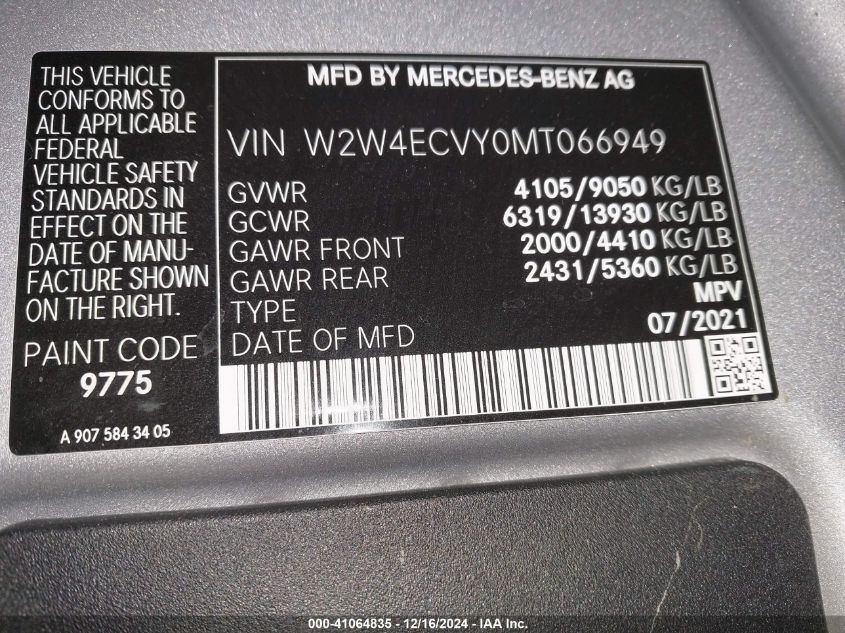 THIS VEHICLE
CONFORMS TO
ALL APPLICABLE
FEDERAL
VEHICLE SAFETY
STANDARDS IN
EFFECT ON THE
DATE OF MANU-
FACTURE SHOWN
ON THE RIGHT.
PAINT CODE
9775
A 907 584 34 05
MFD BY MERCEDES-BENZ AG
VIN W2W4ECVY0MT066949
GVWR 4105/9050 KG/LB
GCWR 6319/13930 KG/LB
GAWR FRONT 2000/4410 KG/LB
GAWR REAR 2431/5360 KG/LB
TYPE MPV
DATE OF MFD 07/2021
000-41064835 - 12/16/2024 - IAA Inc.